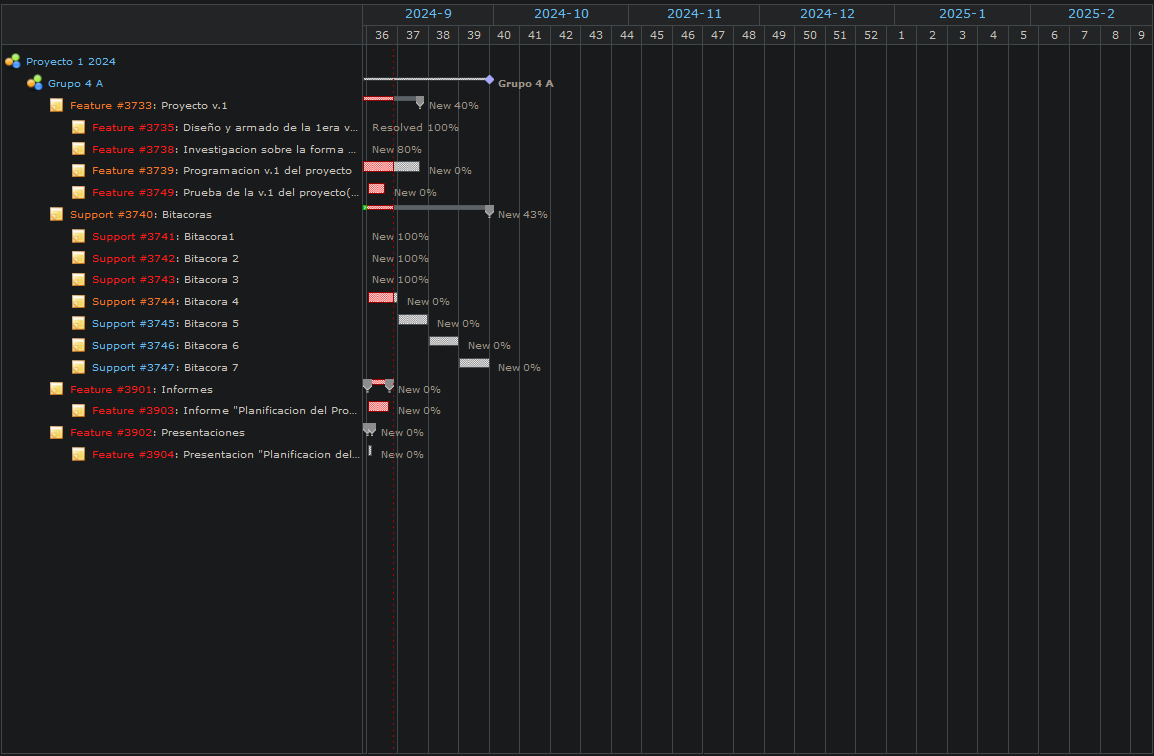 2024-9 2024-10 2024-11 2024-12 2025-1 2025-2
36 37 38 39 40 41 42 43 44 45 46 47 48 49 50 51 52 1 2 3 4 5 6 7 8 9
Proyecto 1 2024
Grupo 4 A Grupo 4 A
Feature #3733: Proyecto v.1 New 40%
Feature #3735: Diseño y armado de la 1era v... Resolved 100%
Feature #3738: Investigacion sobre la forma ... New 80%
Feature #3739: Programacion v.1 del proyecto New 0%
Feature #3749: Prueba de la v.1 del proyecto(... New 0%
Support #3740: Bitacoras New 43%
Support #3741: Bitacora1 New 100%
Support #3742: Bitacora 2 New 100%
Support #3743: Bitacora 3 New 100%
Support #3744: Bitacora 4 New 0%
Support #3745: Bitacora 5 New 0%
Support #3746: Bitacora 6 New 0%
Support #3747: Bitacora 7 New 0%
Feature #3901: Informes New 0%
Feature #3903: Informe "Planificacion del Pro... New 0%
Feature #3902: Presentaciones New 0%
Feature #3904: Presentacion "Planificacion del... New 0%